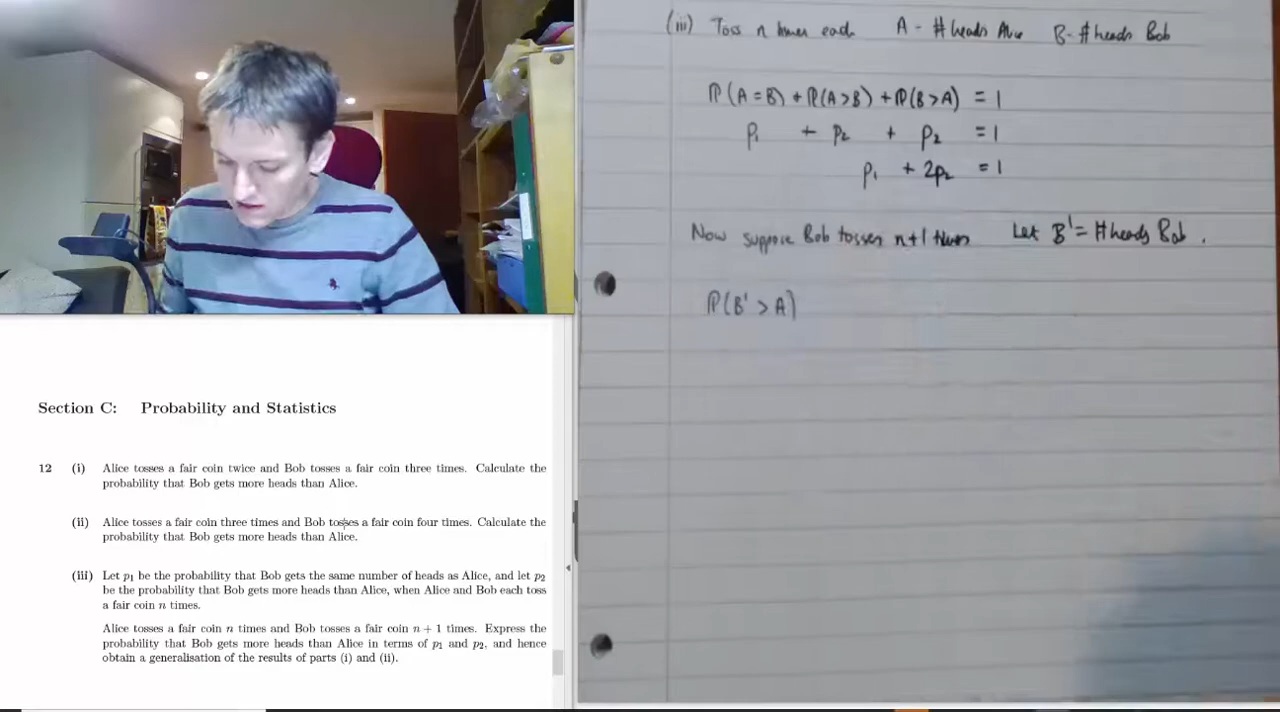 (iii) Toss n times each A - #heads Alice B - #heads Bob
ℙ(A = B) + ℙ(A > B) + ℙ(B > A) = 1
p₁ + p₂ + p₂ = 1
p₁ + 2p₂ = 1
Now suppose Bob tosses n+1 times Let B' = #heads Bob.
ℙ(B' > A)
Section C: Probability and Statistics
12 (i) Alice tosses a fair coin twice and Bob tosses a fair coin three times. Calculate the
probability that Bob gets more heads than Alice.
(ii) Alice tosses a fair coin three times and Bob tosses a fair coin four times. Calculate the
probability that Bob gets more heads than Alice.
(iii) Let p₁ be the probability that Bob gets the same number of heads as Alice, and let p₂
be the probability that Bob gets more heads than Alice, when Alice and Bob each toss
a fair coin n times.
Alice tosses a fair coin n times and Bob tosses a fair coin n + 1 times. Express the
probability that Bob gets more heads than Alice in terms of p₁ and p₂, and hence
obtain a generalisation of the results of parts (i) and (ii).